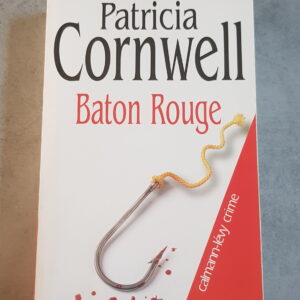 Patricia
Cornwell
Baton Rouge
calmann-lévy crime